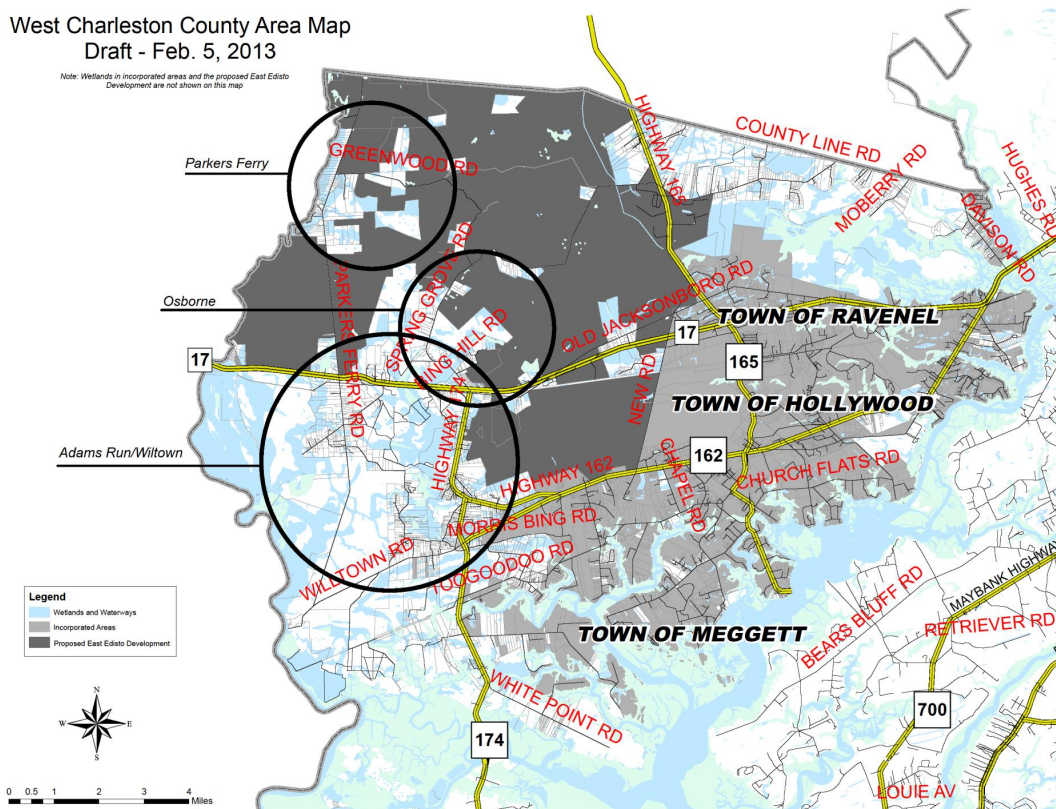 West Charleston County Area Map
Draft - Feb. 5, 2013
Note: Wetlands in incorporated areas and the proposed East Edisto
Development are not shown on this map
COUNTY LINE RD
HIGHWAY 165
MOBERRY RD
HUGHES RD
DAVISON RD
Parkers Ferry
GREENWOOD RD
SPRING GROVE RD
PARKERS FERRY RD
Osborne
OLD JACKSONBORO RD
TOWN OF RAVENEL
17
17
165
NEW RD
TOWN OF HOLLYWOOD
HIGHWAY 174
Adams Run/Wiltown
162
CHAPEL RD
CHURCH FLATS RD
HIGHWAY 162
MORRIS BING RD
WILLTOWN RD
TOOGOODOO RD
MAYBANK HIGHWAY
BEARS BLUFF RD
RETRIEVER RD
TOWN OF MEGGETT
Legend
Wetlands and Waterways
Incorporated Areas
Proposed East Edisto Development
WHITE POINT RD
700
174
LOUIE AV
N
W
E
S
0 0.5 1 2 3 4
Miles